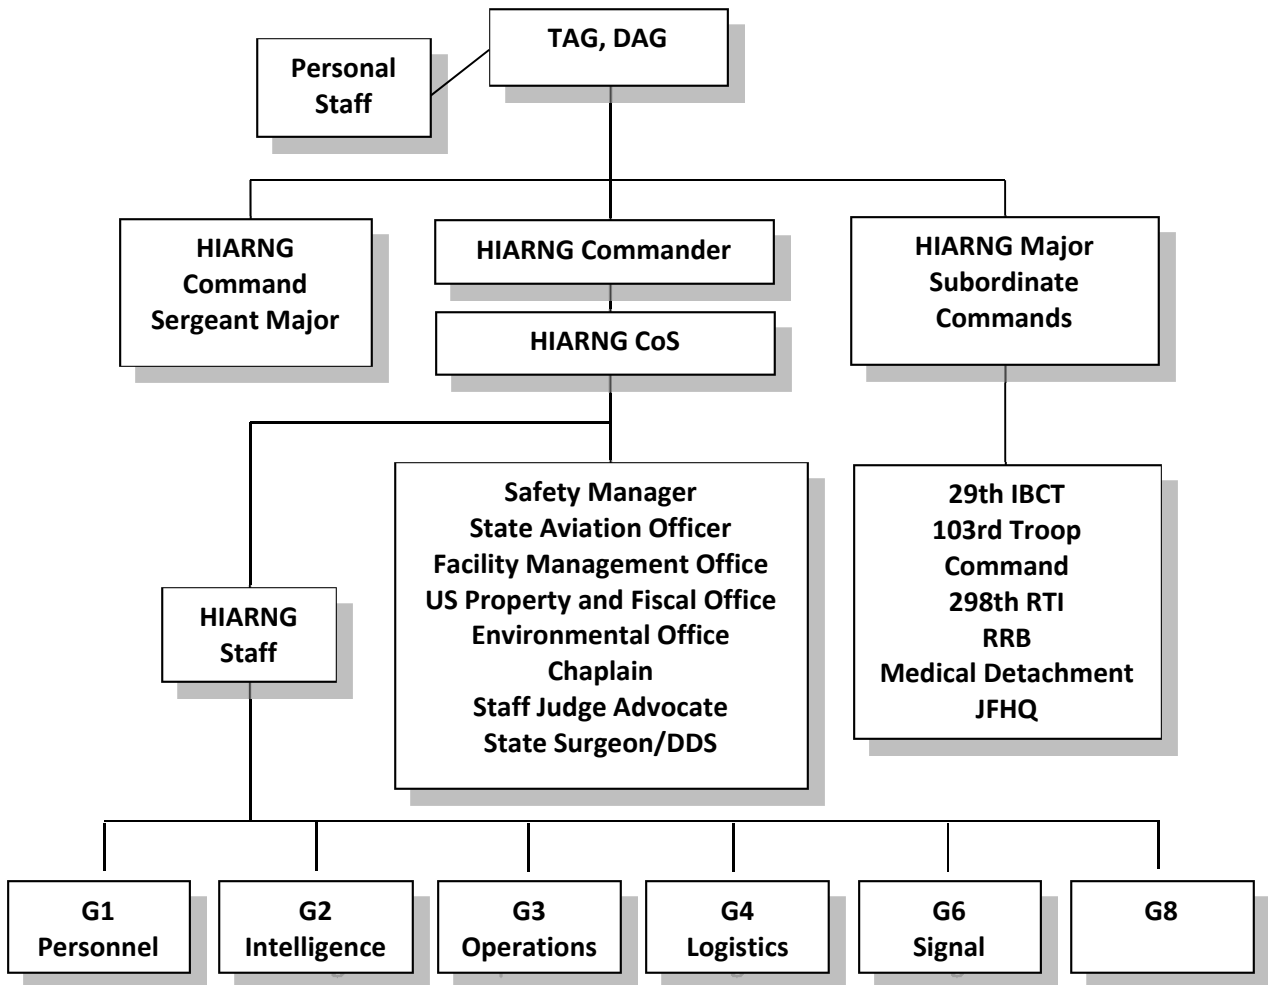 TAG, DAG
Personal
Staff
HIARNG
Command
Sergeant Major
HIARNG Commander
HIARNG CoS
HIARNG Major
Subordinate
Commands
Safety Manager
State Aviation Officer
Facility Management Office
US Property and Fiscal Office
Environmental Office
Chaplain
Staff Judge Advocate
State Surgeon/DDS
29th IBCT
103rd Troop
Command
298th RTI
RRB
Medical Detachment
JFHQ
HIARNG
Staff
G1
Personnel
G2
Intelligence
G3
Operations
G4
Logistics
G6
Signal
G8